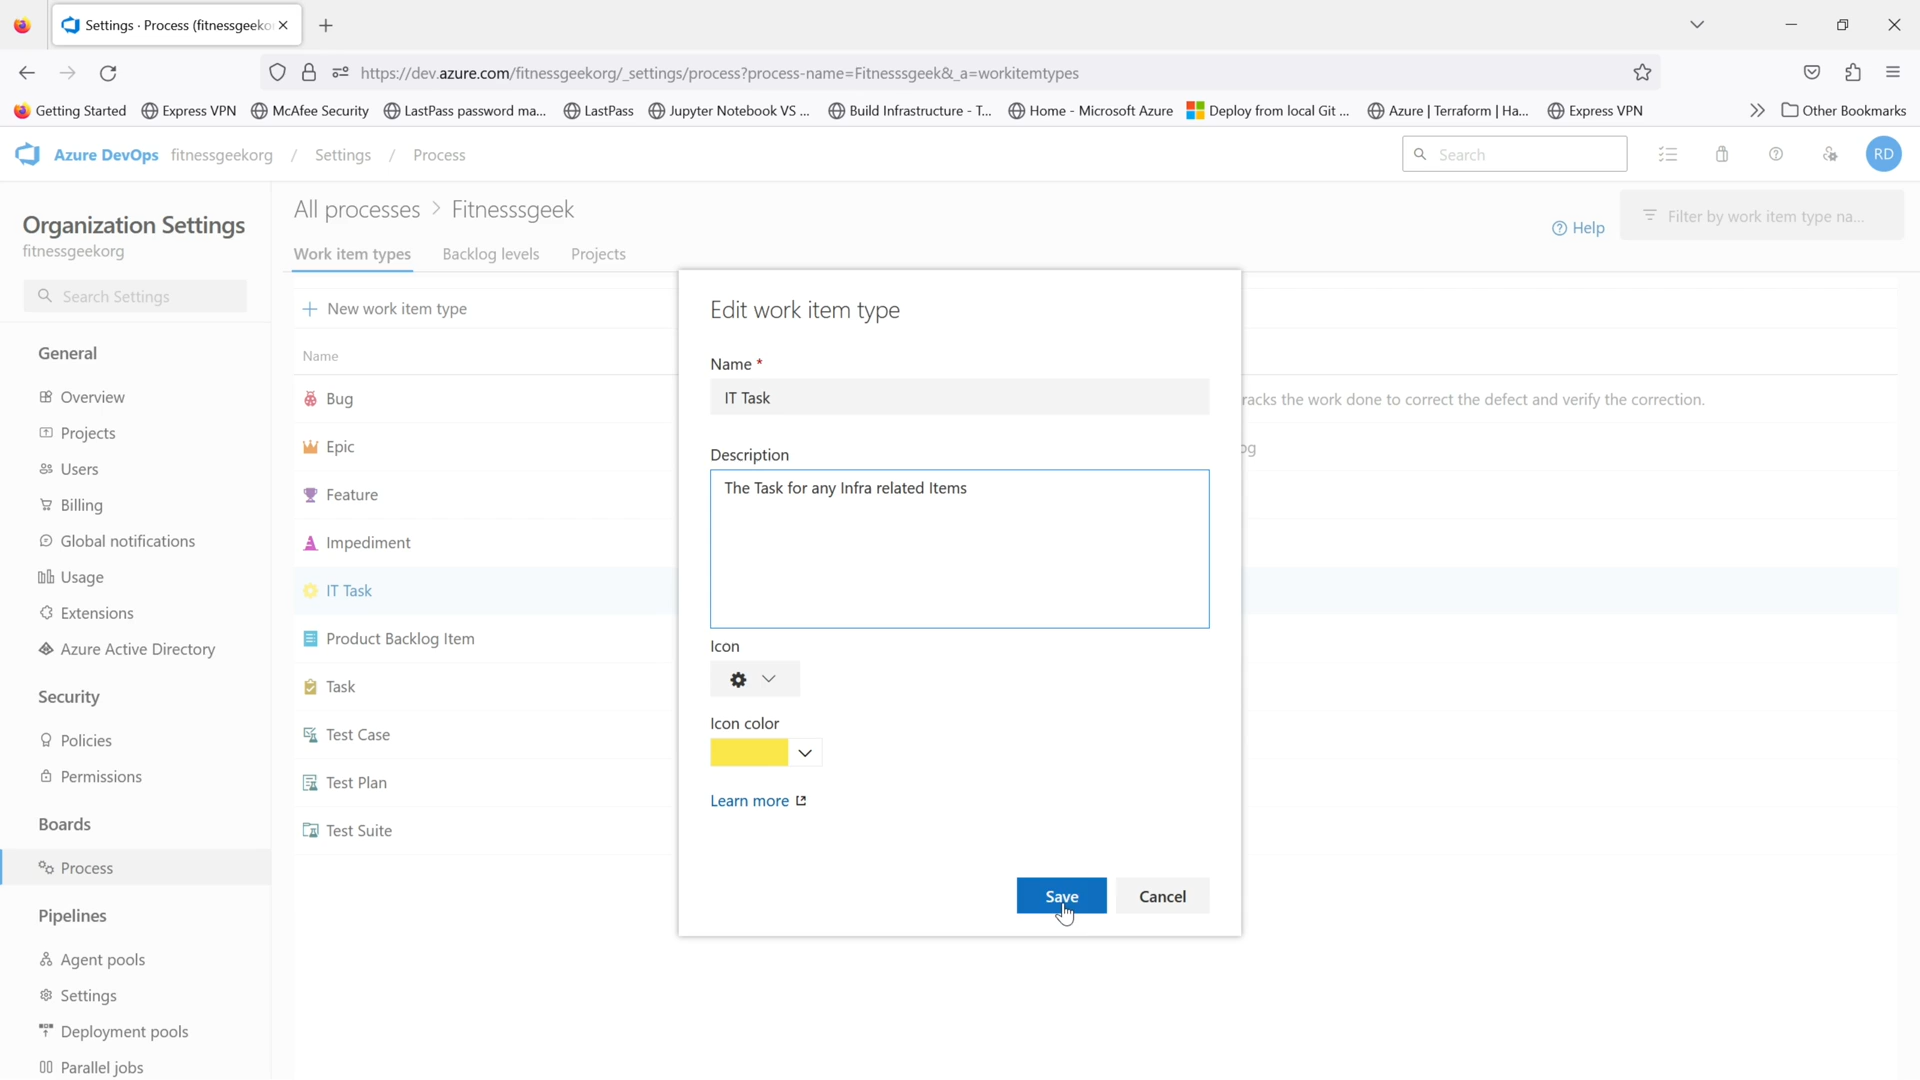 Settings · Process (fitnessgeeko
https://dev.azure.com/fitnessgeekorg/_settings/process?process-name=Fitnesssgeek&_a=workitemtypes
Getting Started Express VPN McAfee Security LastPass password ma... LastPass Jupyter Notebook VS ... Build Infrastructure - T... Home - Microsoft Azure Deploy from local Git ... Azure | Terraform | Ha... Express VPN Other Bookmarks
Azure DevOps fitnessgeekorg / Settings / Process Search RD
Organization Settings
fitnessgeekorg
Search Settings
General
Overview
Projects
Users
Billing
Global notifications
Usage
Extensions
Azure Active Directory
Security
Policies
Permissions
Boards
Process
Pipelines
Agent pools
Settings
Deployment pools
Parallel jobs
All processes > Fitnesssgeek
Help
Filter by work item type na...
Work item types Backlog levels Projects
New work item type
Name
Bug
racks the work done to correct the defect and verify the correction.
Epic
og
Feature
Impediment
IT Task
Product Backlog Item
Task
Test Case
Test Plan
Test Suite
Edit work item type
Name *
IT Task
Description
The Task for any Infra related Items
Icon
Icon color
Learn more
Save Cancel